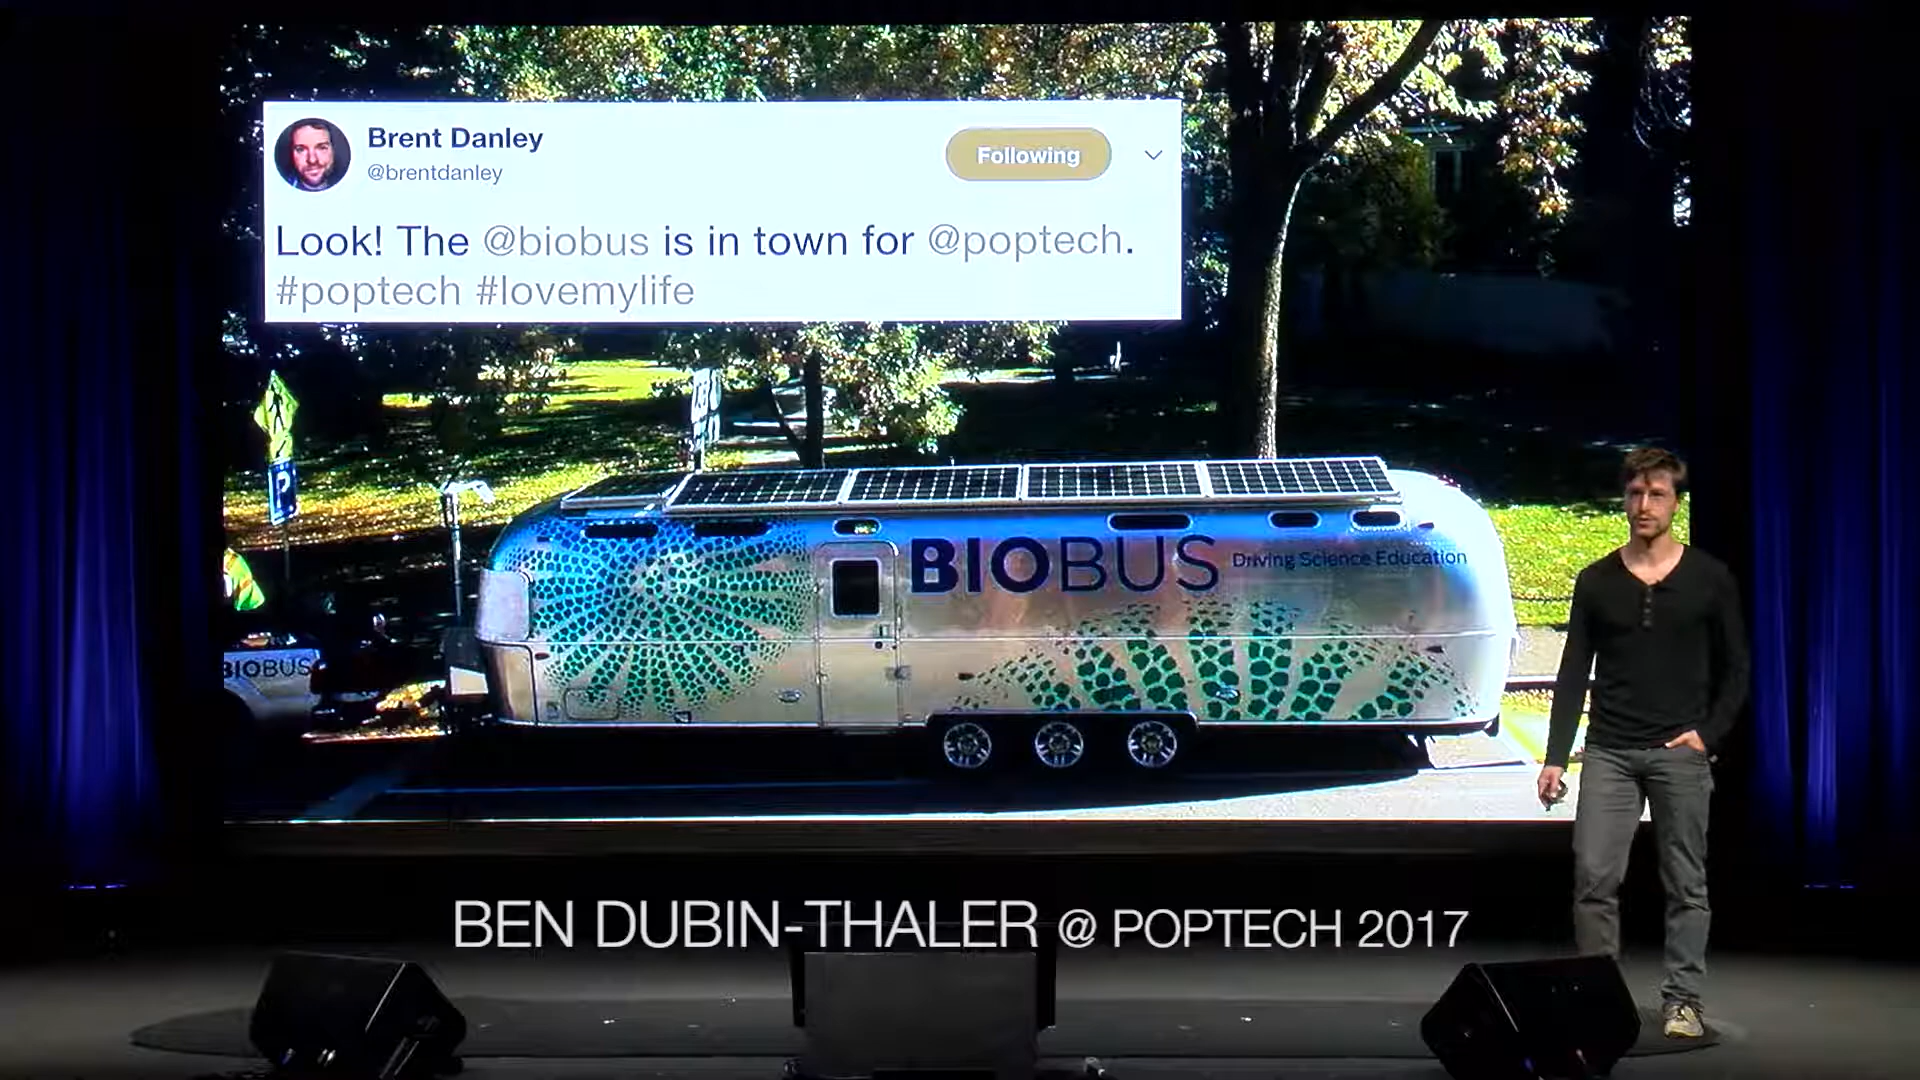 Brent Danley
@brentdanley
Following
Look! The @biobus is in town for @poptech.
#poptech #lovemylife
P
BIOBUS Driving Science Education
BIOBUS
BEN DUBIN-THALER @ POPTECH 2017